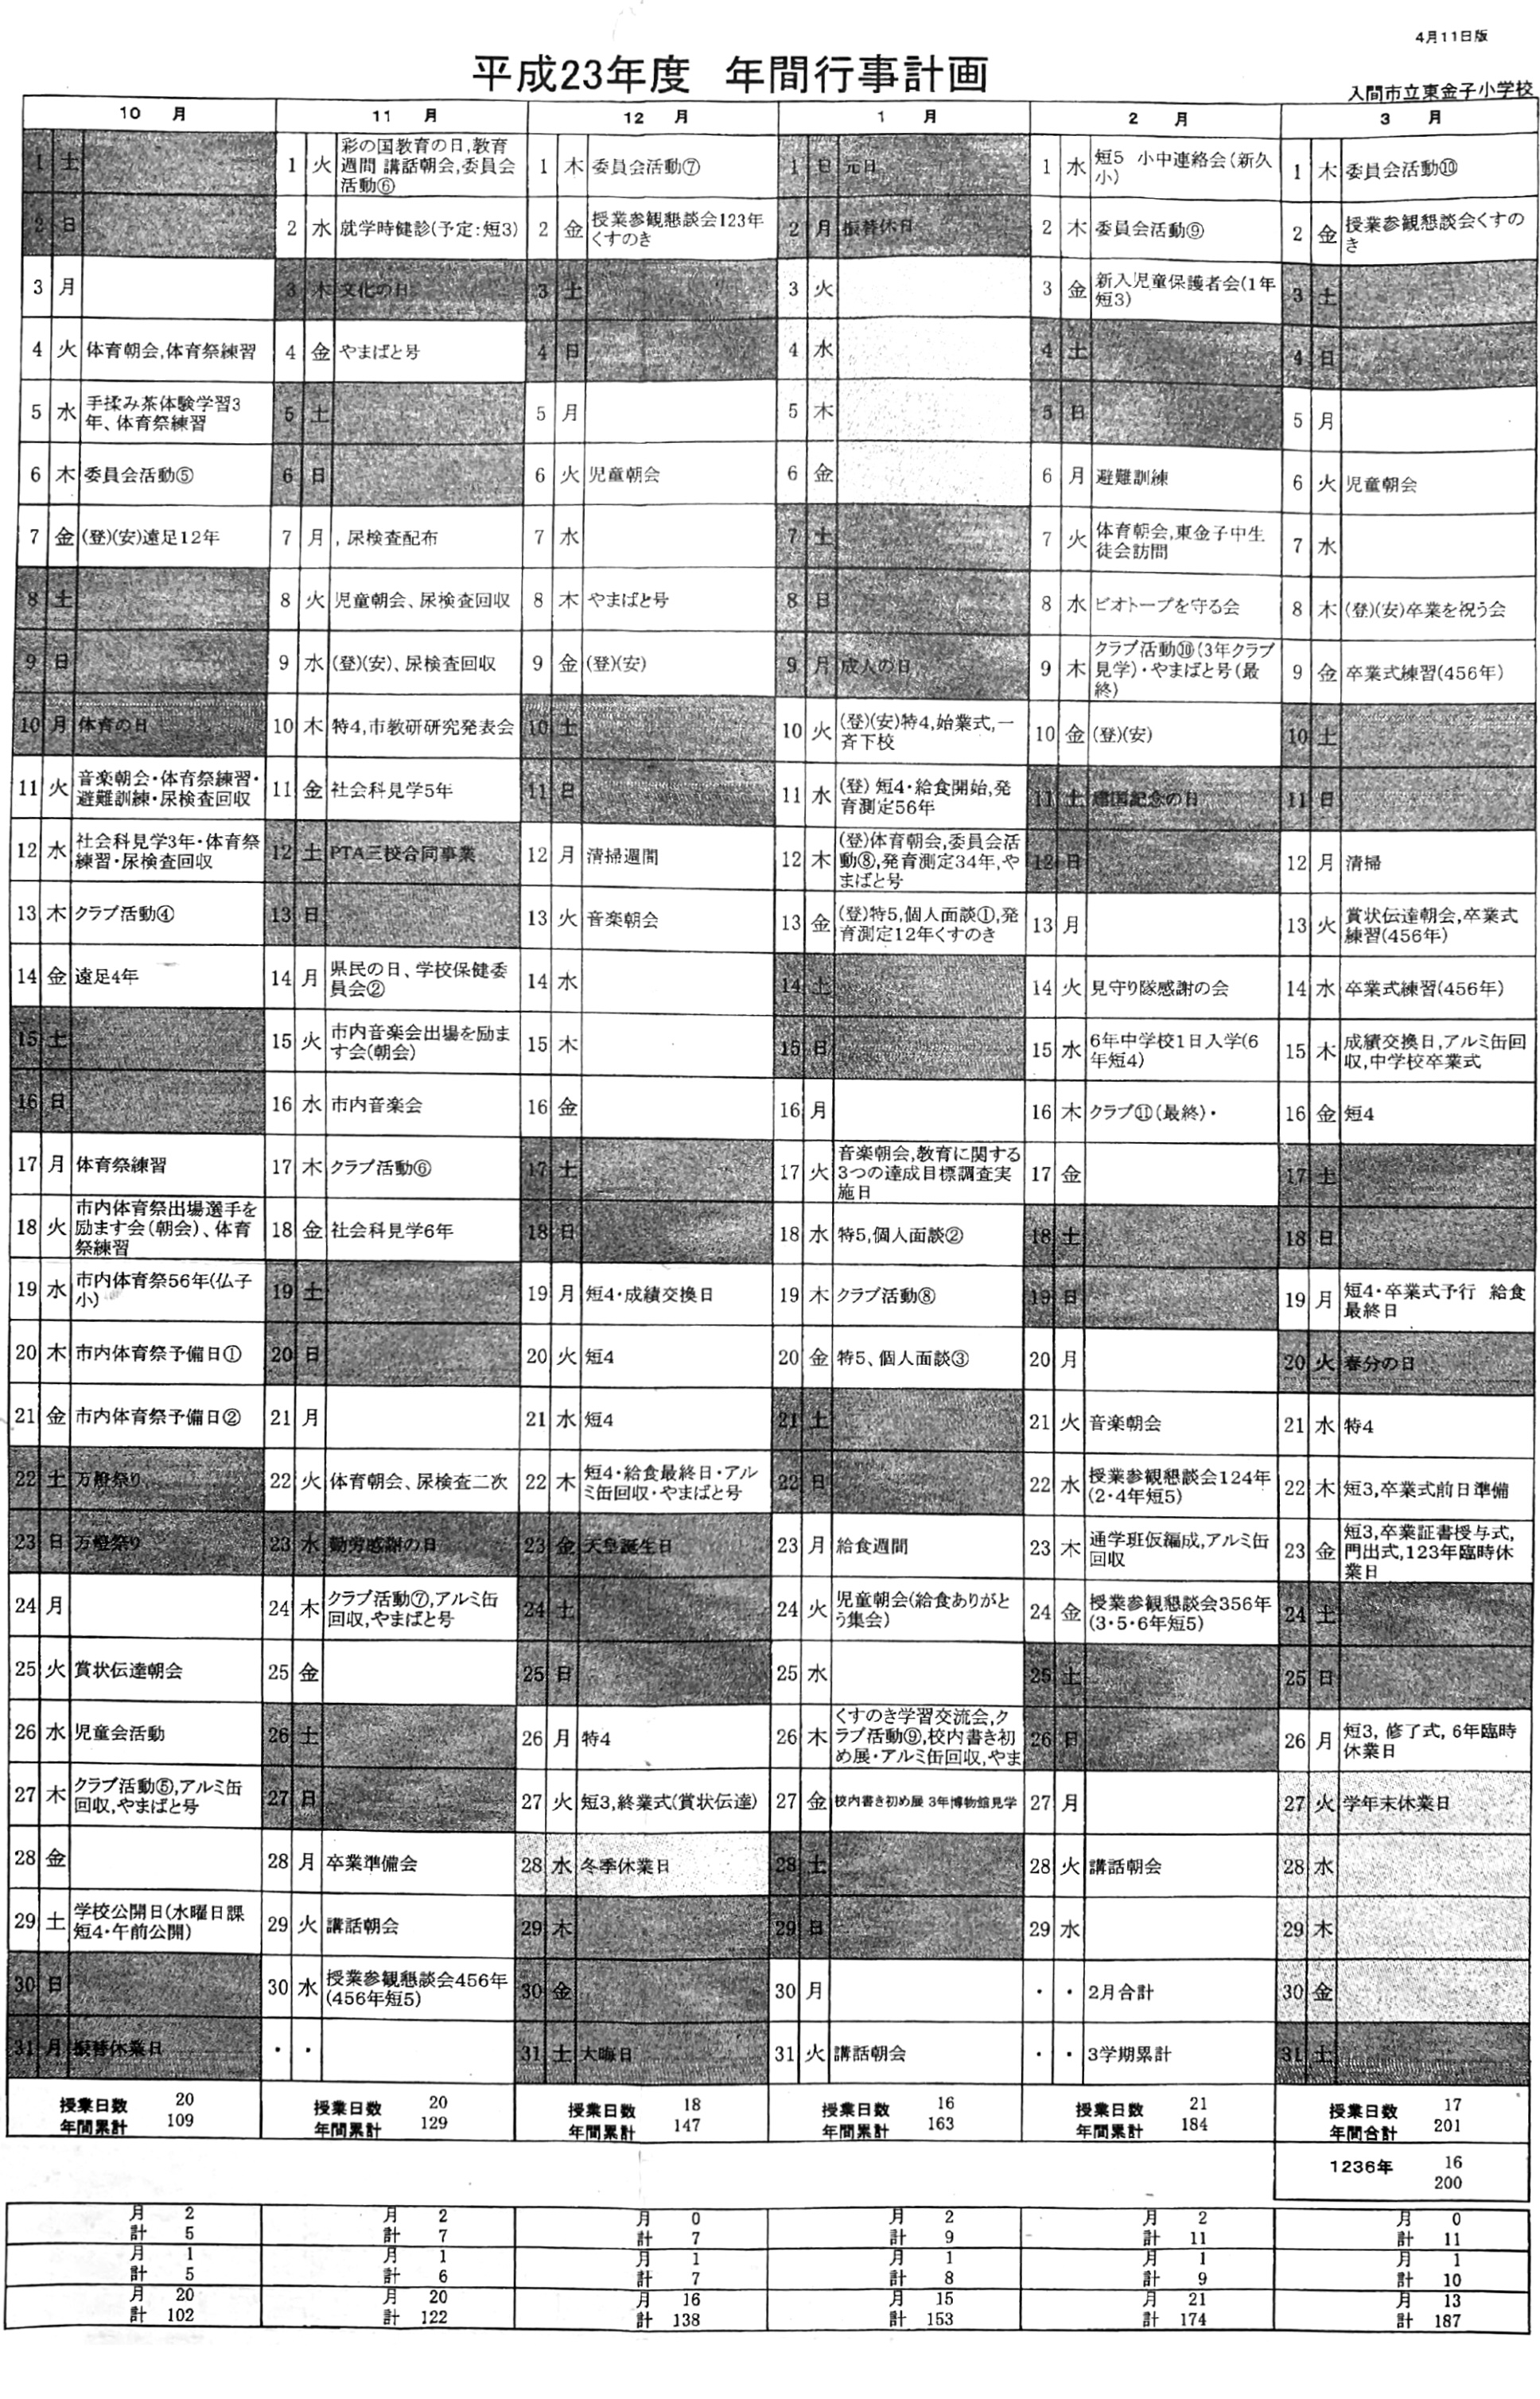 4月11日版
平成23年度 年間行事計画
入間市立東金子小学校
10 月
1 土
2 日
3 月
4 火 体育朝会,体育祭練習
5 水 手揉み茶体験学習3
年、体育祭練習
6 木 委員会活動⑤
7 金 (登)(安)遠足12年
8 土
9 日
10 月 体育の日
11 火 音楽朝会・体育祭練習・
避難訓練・尿検査回収
12 水 社会科見学3年・体育祭
練習・尿検査回収
13 木 クラブ活動④
14 金 遠足4年
15 土
16 日
17 月 体育祭練習
18 火 市内体育祭出場選手を
励ます会(朝会)、体育
祭練習
19 水 市内体育祭56年(仏子
小)
20 木 市内体育祭予備日①
21 金 市内体育祭予備日②
22 土 万燈祭り
23 日 万燈祭り
24 月
25 火 賞状伝達朝会
26 水 児童会活動
27 木 クラブ活動⑤,アルミ缶
回収,やまばと号
28 金
29 土 学校公開日(水曜日課
短4・午前公開)
30 日
31 月 振替休業日
授業日数 20
年間累計 109
11 月
1 火 彩の国教育の日,教育
週間 講話朝会,委員会
活動⑥
2 水 就学時健診(予定:短3)
3 木 文化の日
4 金 やまばと号
5 土
6 日
7 月 , 尿検査配布
8 火 児童朝会、尿検査回収
9 水 (登)(安)、尿検査回収
10 木 特4,市教研研究発表会
11 金 社会科見学5年
12 土 PTA三校合同事業
13 日
14 月 県民の日、学校保健委
員会②
15 火 市内音楽会出場を励ま
す会(朝会)
16 水 市内音楽会
17 木 クラブ活動⑥
18 金 社会科見学6年
19 土
20 日
21 月
22 火 体育朝会、尿検査二次
23 水 勤労感謝の日
24 木 クラブ活動⑦,アルミ缶
回収,やまばと号
25 金
26 土
27 日
28 月 卒業準備会
29 火 講話朝会
30 水 授業参観懇談会456年
(456年短5)
・ ・
授業日数 20
年間累計 129
12 月
1 木 委員会活動⑦
2 金 授業参観懇談会123年
くすのき
3 土
4 日
5 月
6 火 児童朝会
7 水
8 木 やまばと号
9 金 (登)(安)
10 土
11 日
12 月 清掃週間
13 火 音楽朝会
14 水
15 木
16 金
17 土
18 日
19 月 短4・成績交換日
20 火 短4
21 水 短4
22 木 短4・給食最終日・アル
ミ缶回収・やまばと号
23 金 天皇誕生日
24 土
25 日
26 月 特4
27 火 短3,終業式(賞状伝達)
28 水 冬季休業日
29 木
30 金
31 土 大晦日
授業日数 18
年間累計 147
1 月
1 日 元日
2 月 振替休日
3 火
4 水
5 木
6 金
7 土
8 日
9 月 成人の日
10 火 (登)(安)特4,始業式,一
斉下校
11 水 (登) 短4・給食開始,発
育測定56年
12 木 (登)体育朝会,委員会活
動⑧,発育測定34年,や
まばと号
13 金 (登)特5,個人面談①,発
育測定12年くすのき
14 土
15 日
16 月
17 火 音楽朝会,教育に関する
3つの達成目標調査実
施日
18 水 特5,個人面談②
19 木 クラブ活動⑧
20 金 特5、個人面談③
21 土
22 日
23 月 給食週間
24 火 児童朝会(給食ありがと
う集会)
25 水
26 木 くすのき学習交流会,ク
ラブ活動⑨,校内書き初
め展・アルミ缶回収,やま
27 金 校内書き初め展 3年博物館見学
28 土
29 日
30 月
31 火 講話朝会
授業日数 16
年間累計 163
2 月
1 水 短5 小中連絡会(新久
小)
2 木 委員会活動⑨
3 金 新入児童保護者会(1年
短3)
4 土
5 日
6 月 避難訓練
7 火 体育朝会,東金子中生
徒会訪問
8 水 ビオトープを守る会
9 木 クラブ活動⑩(3年クラブ
見学)・やまばと号(最
終)
10 金 (登)(安)
11 土 建国記念の日
12 日
13 月
14 火 見守り隊感謝の会
15 水 6年中学校1日入学(6
年短4)
16 木 クラブ⑪(最終)・
17 金
18 土
19 日
20 月
21 火 音楽朝会
22 水 授業参観懇談会124年
(2・4年短5)
23 木 通学班仮編成,アルミ缶
回収
24 金 授業参観懇談会356年
(3・5・6年短5)
25 土
26 日
27 月
28 火 講話朝会
29 水
・ ・ 2月合計
・ ・ 3学期累計
授業日数 21
年間累計 184
3 月
1 木 委員会活動⑩
2 金 授業参観懇談会くすの
き
3 土
4 日
5 月
6 火 児童朝会
7 水
8 木 (登)(安)卒業を祝う会
9 金 卒業式練習(456年)
10 土
11 日
12 月 清掃
13 火 賞状伝達朝会,卒業式
練習(456年)
14 水 卒業式練習(456年)
15 木 成績交換日,アルミ缶回
収,中学校卒業式
16 金 短4
17 土
18 日
19 月 短4・卒業式予行 給食
最終日
20 火 春分の日
21 水 特4
22 木 短3,卒業式前日準備
23 金 短3,卒業証書授与式,
門出式,123年臨時休
業日
24 土
25 日
26 月 短3, 修了式, 6年臨時
休業日
27 火 学年末休業日
28 水
29 木
30 金
31 土
授業日数 17
年間合計 201
1236年 16
200
月 2 月 2 月 0 月 2 月 2 月 0
計 5 計 7 計 7 計 9 計 11 計 11
月 1 月 1 月 1 月 1 月 1 月 1
計 5 計 6 計 7 計 8 計 9 計 10
月 20 月 20 月 16 月 15 月 21 月 13
計 102 計 122 計 138 計 153 計 174 計 187